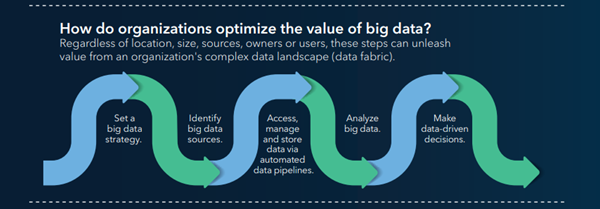 How do organizations optimize the value of big data?
Regardless of location, size, sources, owners or users, these steps can unleash
value from an organization's complex data landscape (data fabric).
Set a
big data
strategy.
Identify
big data
sources.
Access,
manage
and store
data via
automated
data pipelines.
Analyze
big data.
Make
data-driven
decisions.